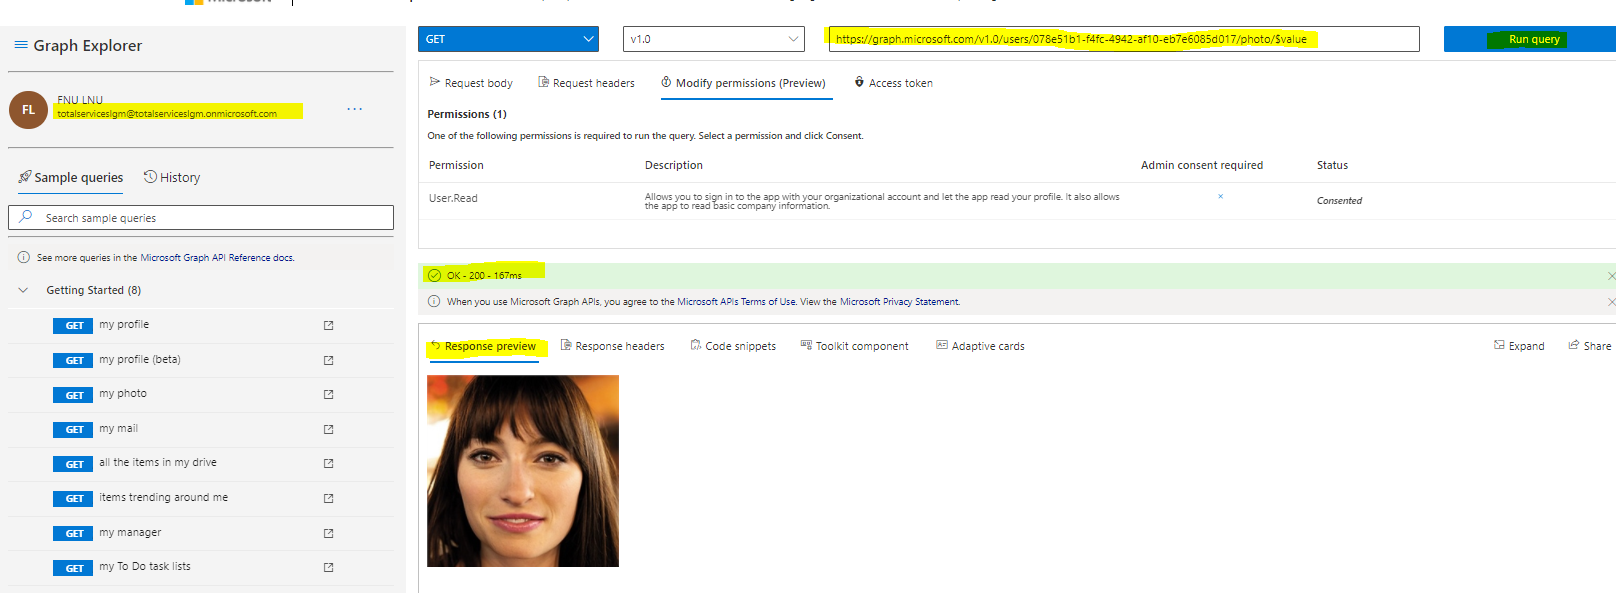 Graph Explorer
FL
FNU LNU
totalserviceslgm@totalserviceslgm.onmicrosoft.com
...
Sample queries
History
Search sample queries
See more queries in the Microsoft Graph API Reference docs.
Getting Started (8)
GET my profile
GET my profile (beta)
GET my photo
GET my mail
GET all the items in my drive
GET items trending around me
GET my manager
GET my To Do task lists
GET
v1.0
https://graph.microsoft.com/v1.0/users/078e51b1-f4fc-4942-af10-eb7e6085d017/photo/$value
Run query
Request body
Request headers
Modify permissions (Preview)
Access token
Permissions (1)
One of the following permissions is required to run the query. Select a permission and click Consent.
Permission Description Admin consent required Status
User.Read
Allows you to sign in to the app with your organizational account and let the app read your profile. It also allows
the app to read basic company information.
Consented
OK - 200 - 167ms
When you use Microsoft Graph APIs, you agree to the Microsoft APIs Terms of Use. View the Microsoft Privacy Statement.
Response preview
Response headers
Code snippets
Toolkit component
Adaptive cards
Expand
Share